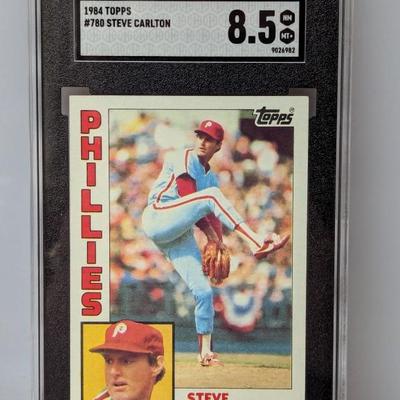 1984 TOPPS
#780 STEVE CARLTON
8.5
NM
MT+
9026982
Topps
PHILLIES
P
P
STEVE